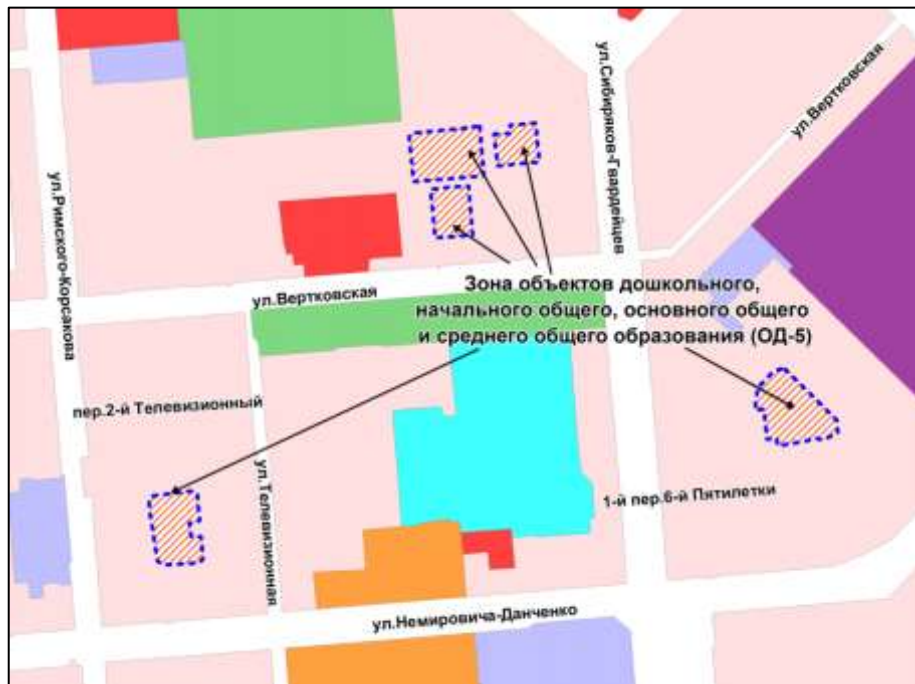 ул.Сибиряков-Гвардейцев
ул.Вертковская
ул.Римского-Корсакова
Зона объектов дошкольного,
начального общего, основного общего
и среднего общего образования (ОД-5)
ул.Вертковская
пер.2-й Телевизионный
ул.Телевизионная
1-й пер.6-й Пятилетки
ул.Немировича-Данченко